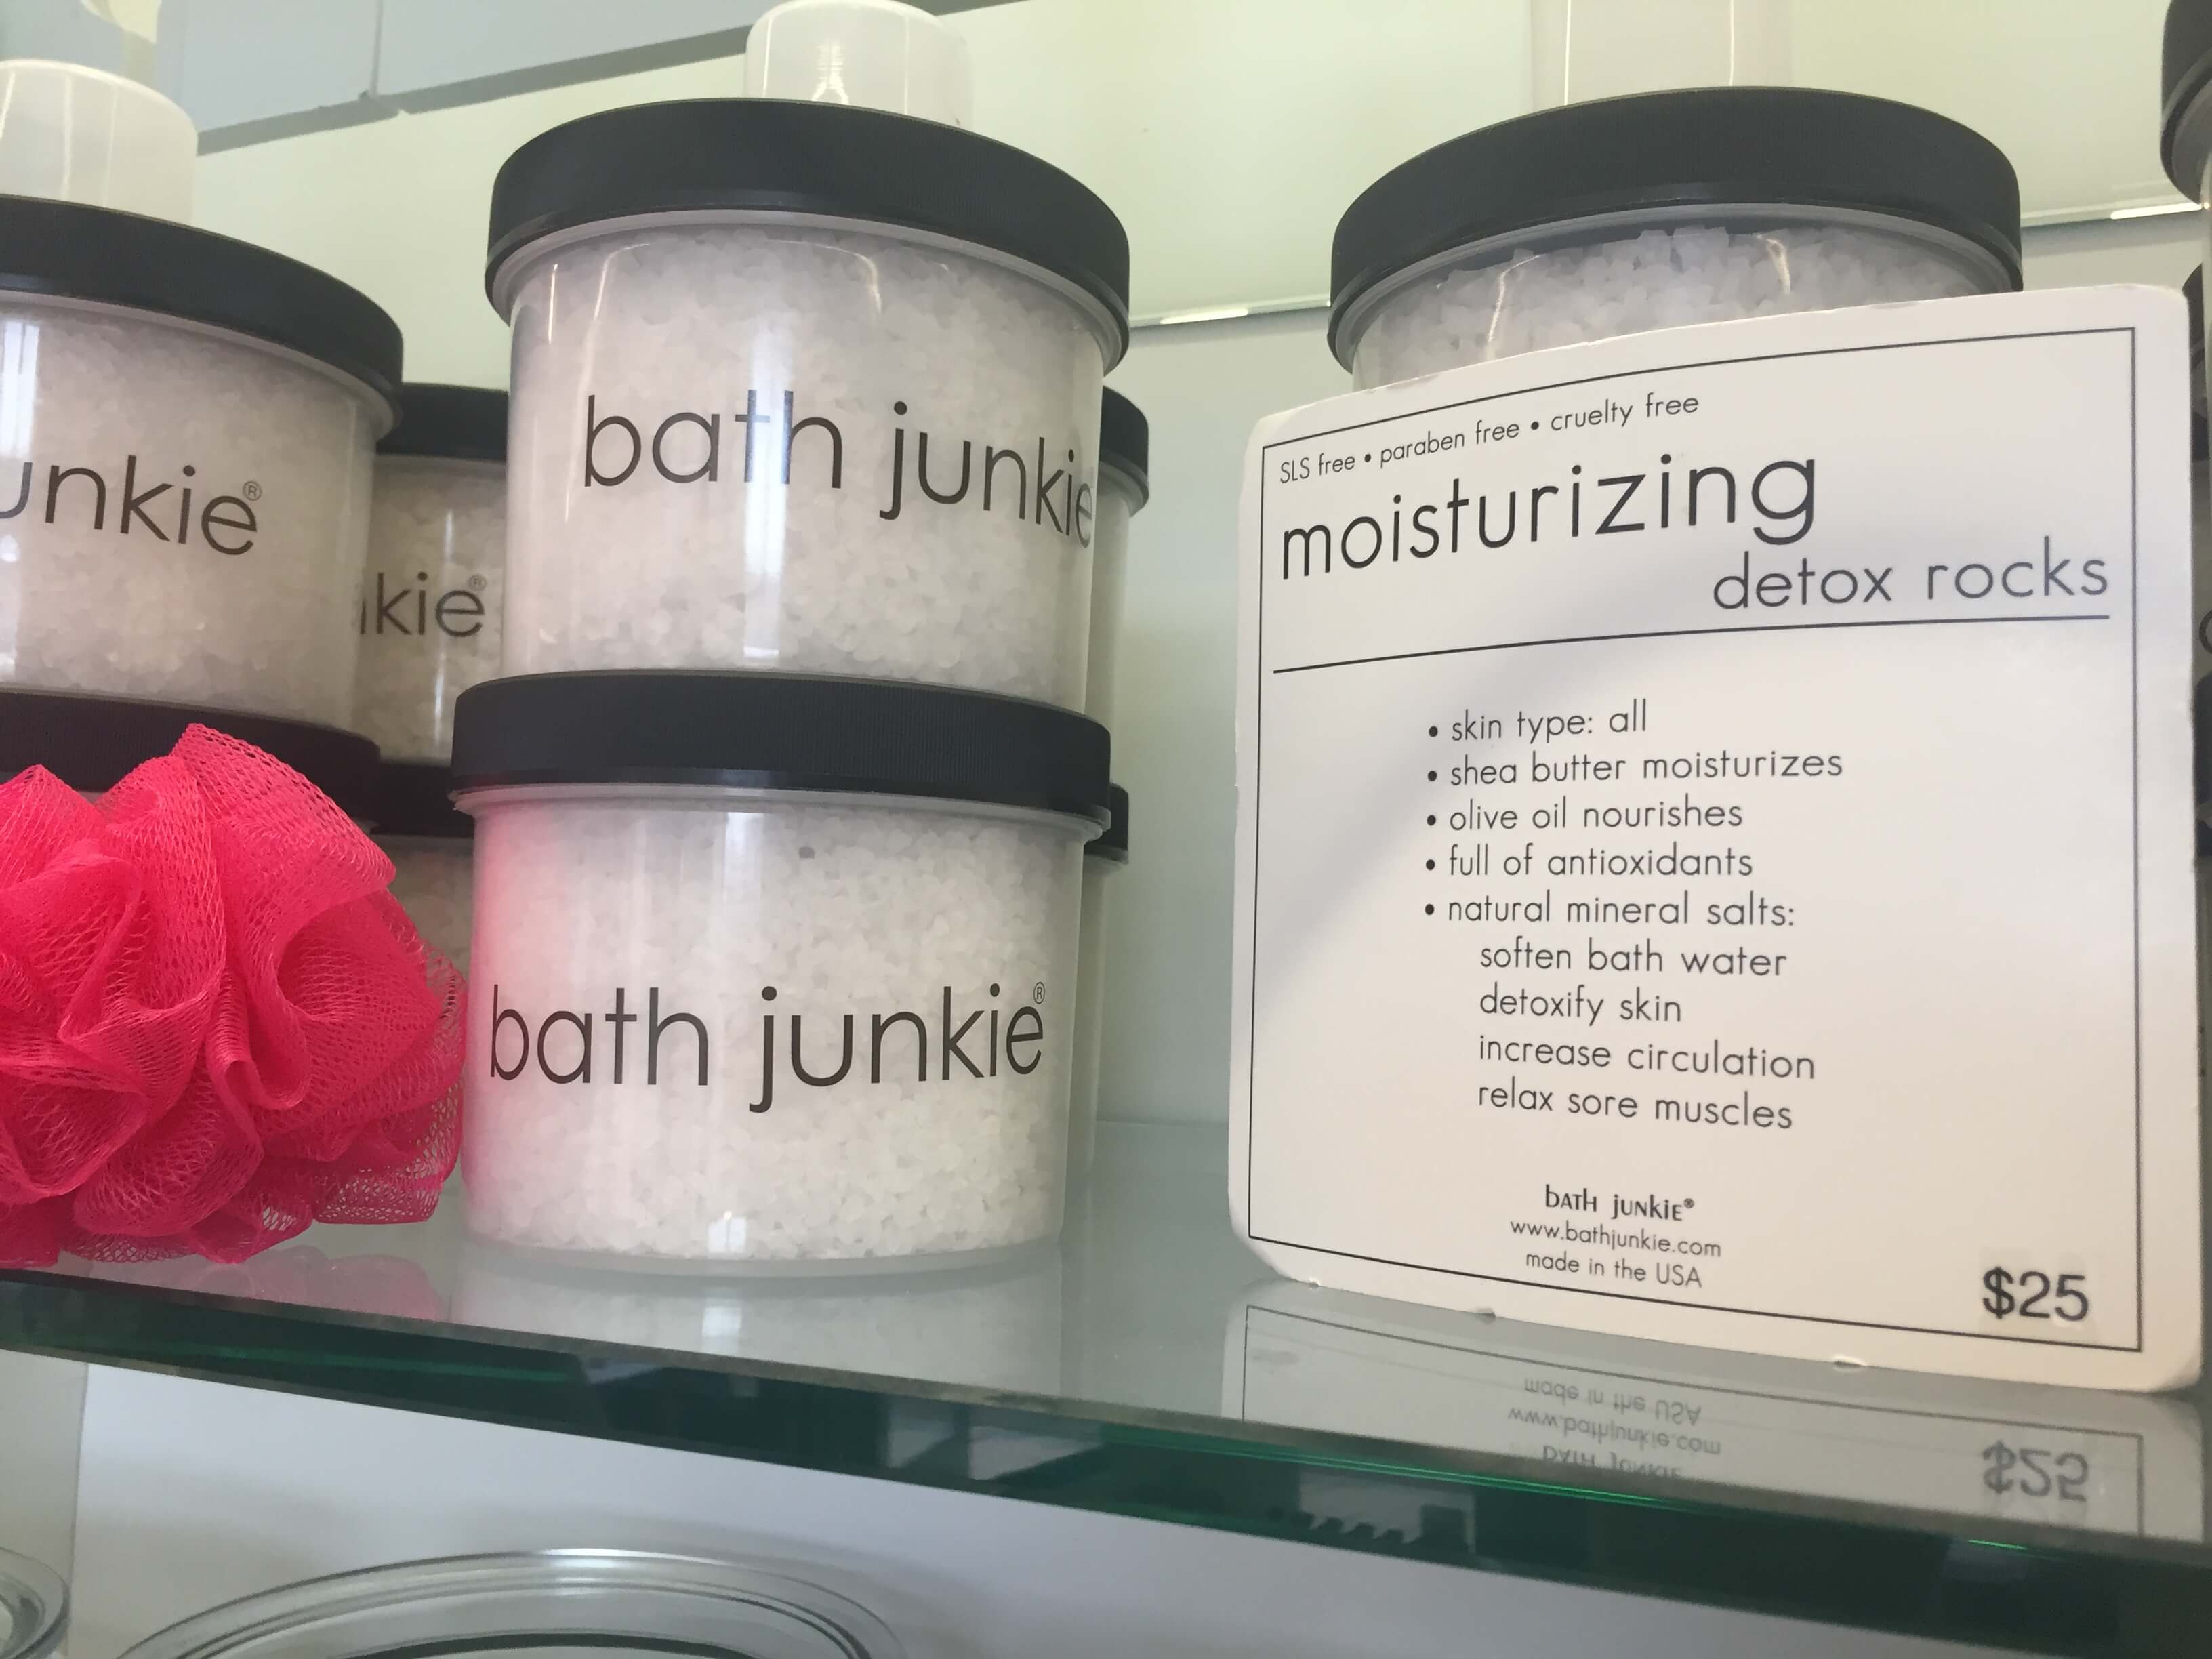 unkie®
kie®
bath junkie
bath junkie®
SLS free • paraben free • cruelty free
moisturizing
detox rocks
• skin type: all
• shea butter moisturizes
• olive oil nourishes
• full of antioxidants
• natural mineral salts:
soften bath water
detoxify skin
increase circulation
relax sore muscles
bATh juNkiE®
www.bathjunkie.com
made in the USA
$25